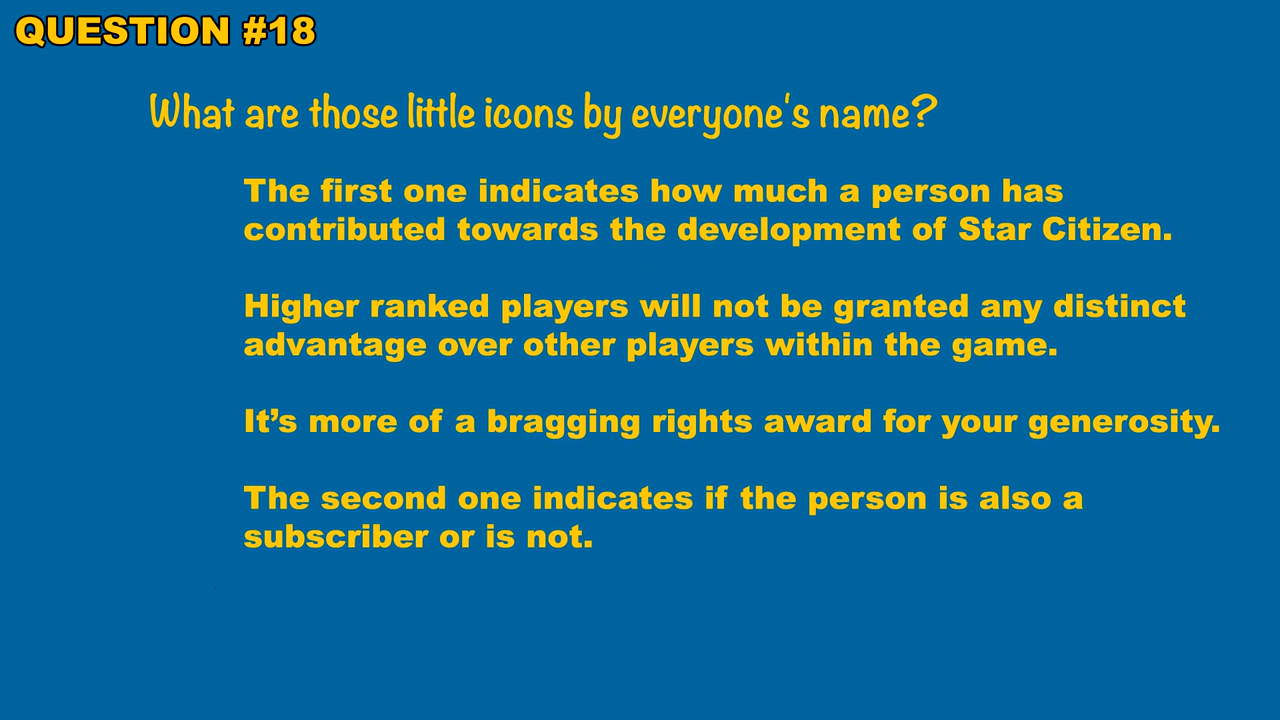 QUESTION #18
What are those little icons by everyone's name?
The first one indicates how much a person has
contributed towards the development of Star Citizen.
Higher ranked players will not be granted any distinct
advantage over other players within the game.
It’s more of a bragging rights award for your generosity.
The second one indicates if the person is also a
subscriber or is not.